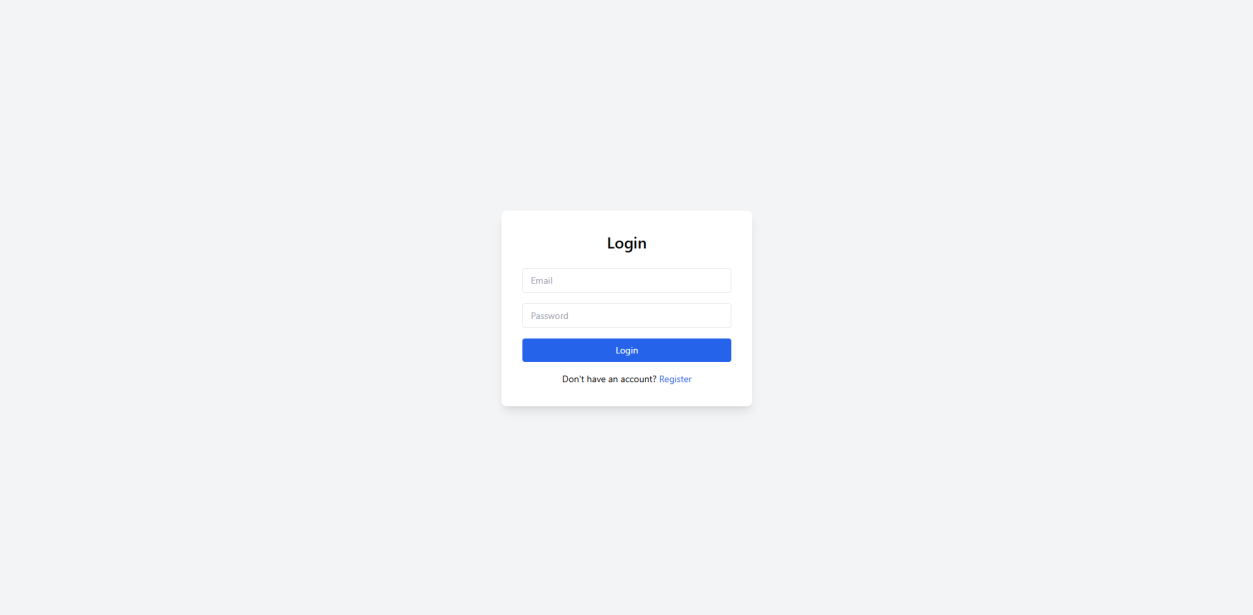 Login
Email
Password
Login
Don't have an account? Register